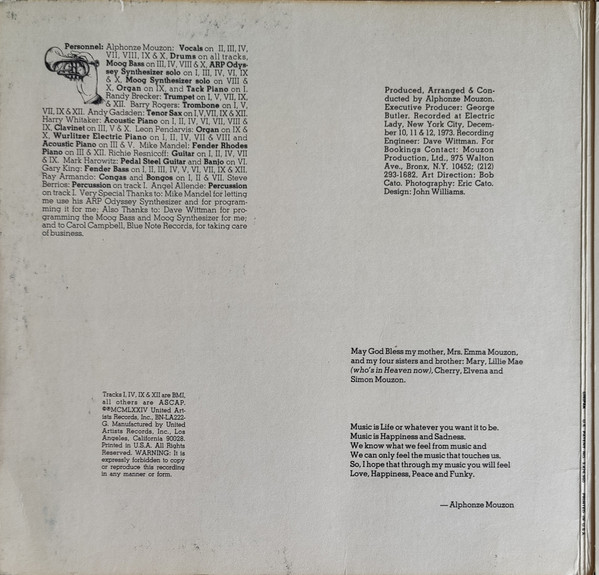 Personnel: Alphonze Mouzon: Vocals on II, III, IV,
VII, VIII, IX & X, Drums on all tracks,
Moog Bass on III, IV, VIII & X, ARP Odys-
sey Synthesizer solo on I, III, IV, VI, IX
& X, Moog Synthesizer solo on VIII &
X, Organ on IX, and Tack Piano on I.
Randy Brecker: Trumpet on I, V, VII, IX,
& XII. Barry Rogers: Trombone on I, V,
VII, IX & XII. Andy Gadsden: Tenor Sax on I, V, VII, IX & XII.
Harry Whitaker: Acoustic Piano on I, II, IV, VI, VII, VIII &
IX, Clavinet on III, V & X. Leon Pendarvis: Organ on IX &
X, Wurlitzer Electric Piano on I, II, IV, VII & VIII and
Acoustic Piano on III & V. Mike Mandel: Fender Rhodes
Piano on III & XII. Richie Resnicoff: Guitar on I, II, IV, VII
& IX. Mark Horowitz: Pedal Steel Guitar and Banjo on VI.
Gary King: Fender Bass on I, II, III, IV, V, VI, VII, IX & XII.
Ray Armando: Congas and Bongos on I, II & VII. Steve
Berrios: Percussion on track I. Angel Allende: Percussion
on track I. Very Special Thanks to: Mike Mandel for letting
me use his ARP Odyssey Synthesizer and for program-
ming it for me; Also Thanks to: Dave Wittman for pro-
gramming the Moog Bass and Moog Synthesizer for me;
and to Carol Campbell, Blue Note Records, for taking care
of business.
Produced, Arranged & Con-
ducted by Alphonze Mouzon.
Executive Producer: George
Butler. Recorded at Electric
Lady, New York City, Decem-
ber 10, 11 & 12, 1973. Recording
Engineer: Dave Wittman. For
Bookings Contact: Mouzon
Production, Ltd., 975 Walton
Ave., Bronx, N.Y. 10452; (212)
293-1682. Art Direction: Bob
Cato. Photography: Eric Cato.
Design: John Williams.
May God Bless my mother, Mrs. Emma Mouzon,
and my four sisters and brother: Mary, Lillie Mae
(who's in Heaven now), Cherry, Elvena and
Simon Mouzon.
Tracks I, IV, IX & XII are BMI,
all others are ASCAP.
©℗MCMLXXIV United Art-
ists Records, Inc., BN-LA222-
G. Manufactured by United
Artists Records, Inc., Los
Angeles, California 90028.
Printed in U.S.A. All Rights
Reserved. WARNING: It is
expressly forbidden to copy
or reproduce this recording
in any manner or form.
Music is Life or whatever you want it to be.
Music is Happiness and Sadness.
We know what we feel from music and
We can only feel the music that touches us.
So, I hope that through my music you will feel
Love, Happiness, Peace and Funky.
— Alphonze Mouzon